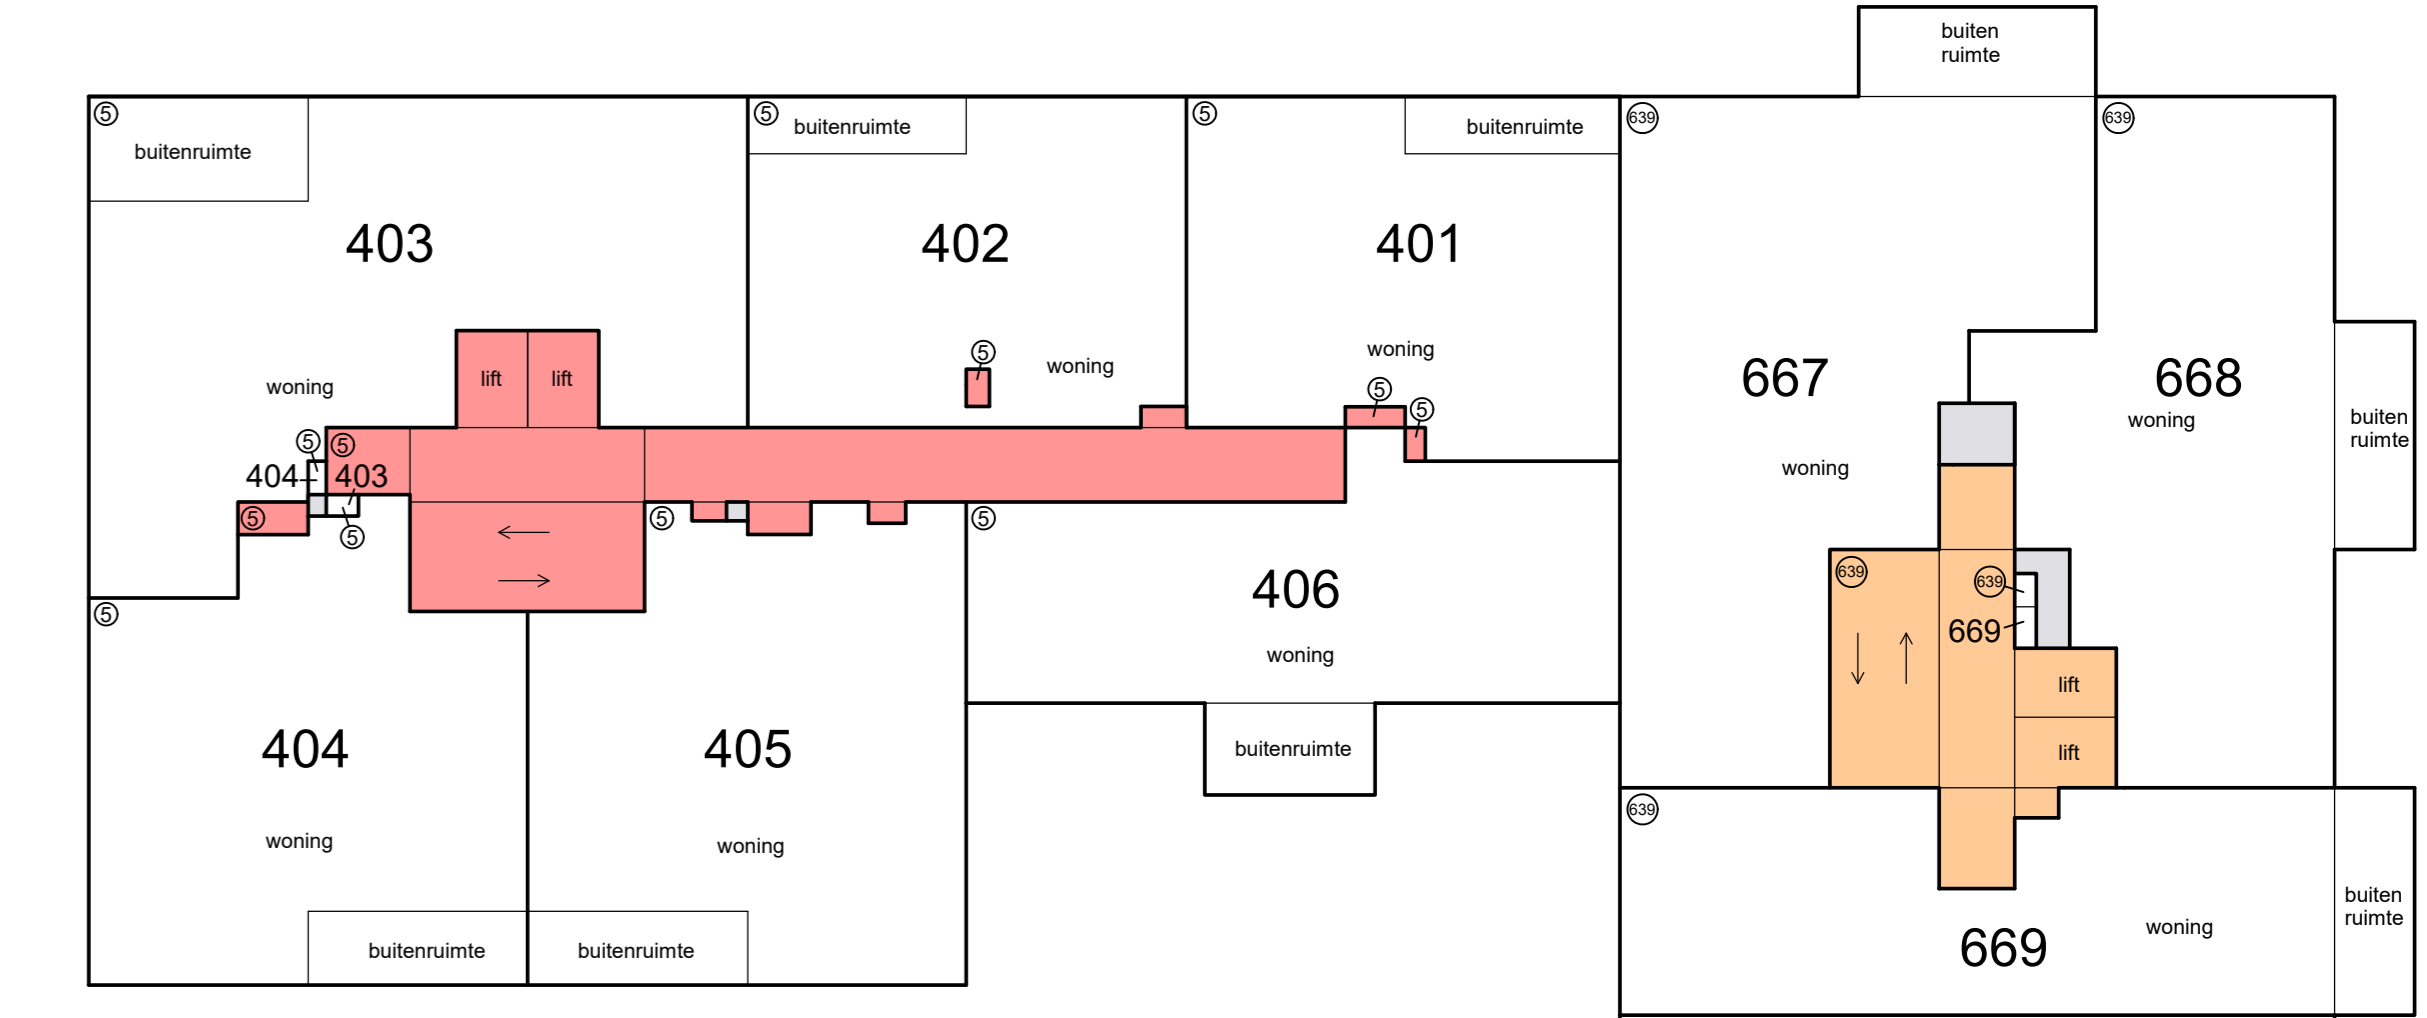 buiten
ruimte
5
buitenruimte
5
buitenruimte
5
buitenruimte
639
639
403
402
401
lift
lift
woning
5
woning
woning
5
5
667
668
woning
buiten
ruimte
woning
5
5
404
403
5
5
5
5
406
woning
buitenruimte
639
639
669
lift
lift
5
404
woning
buitenruimte
405
woning
buitenruimte
639
669
woning
buiten
ruimte